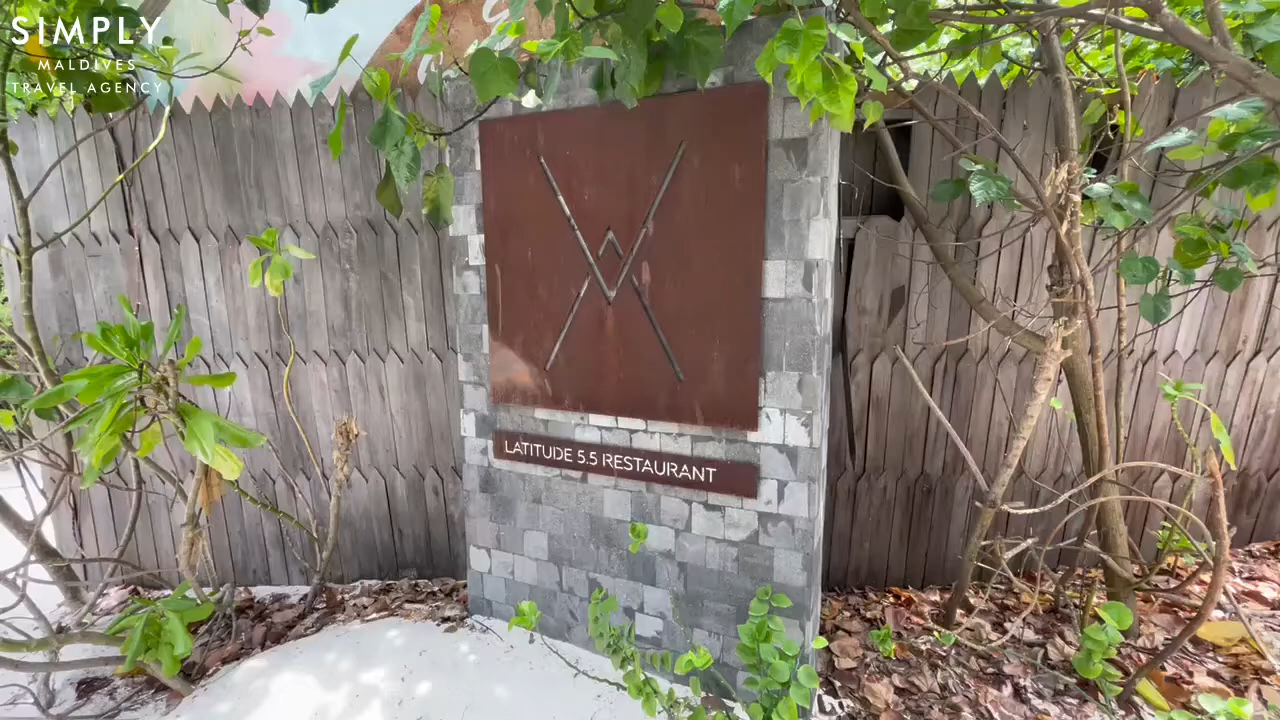 SIMPLY.
MALDIVES
TRAVEL AGENCY
LATITUDE 5.5 RESTAURANT